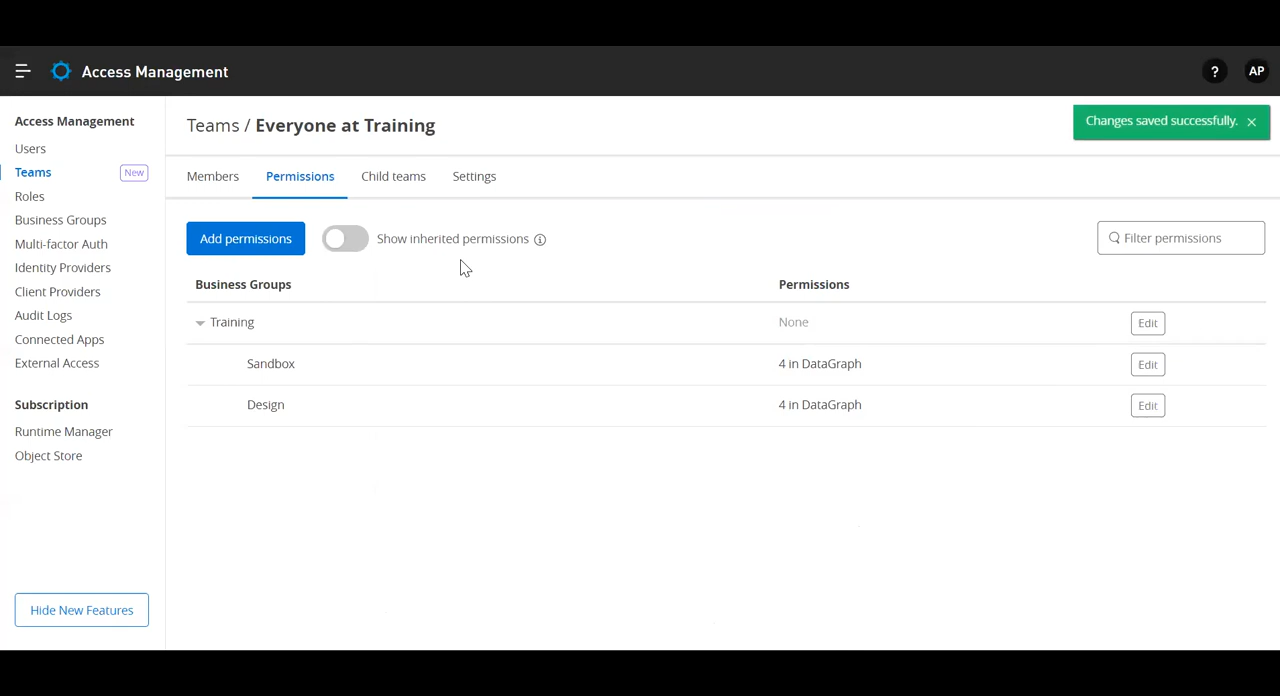 Access Management
?
AP
Access Management
Users
Teams New
Roles
Business Groups
Multi-factor Auth
Identity Providers
Client Providers
Audit Logs
Connected Apps
External Access
Subscription
Runtime Manager
Object Store
Hide New Features
Teams / Everyone at Training
Changes saved successfully. ×
Members Permissions Child teams Settings
Add permissions Show inherited permissions Filter permissions
Business Groups Permissions
Training None Edit
Sandbox 4 in DataGraph Edit
Design 4 in DataGraph Edit